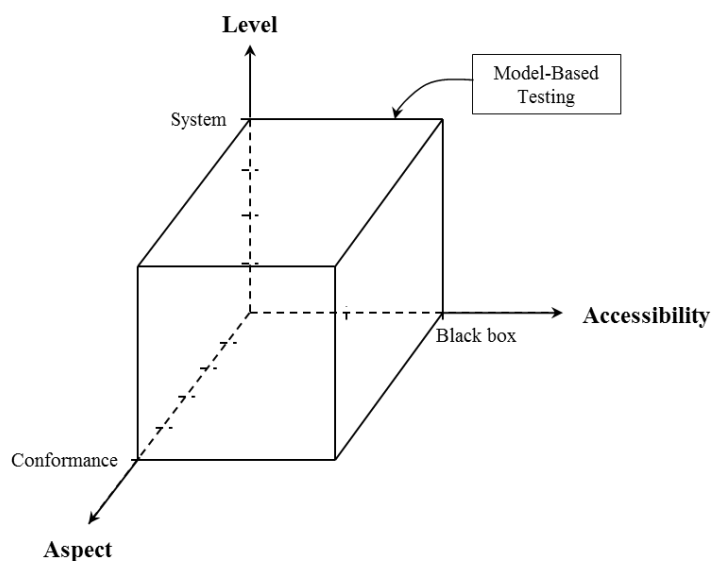 Level
Model-Based
Testing
System
Accessibility
Black box
Conformance
Aspect